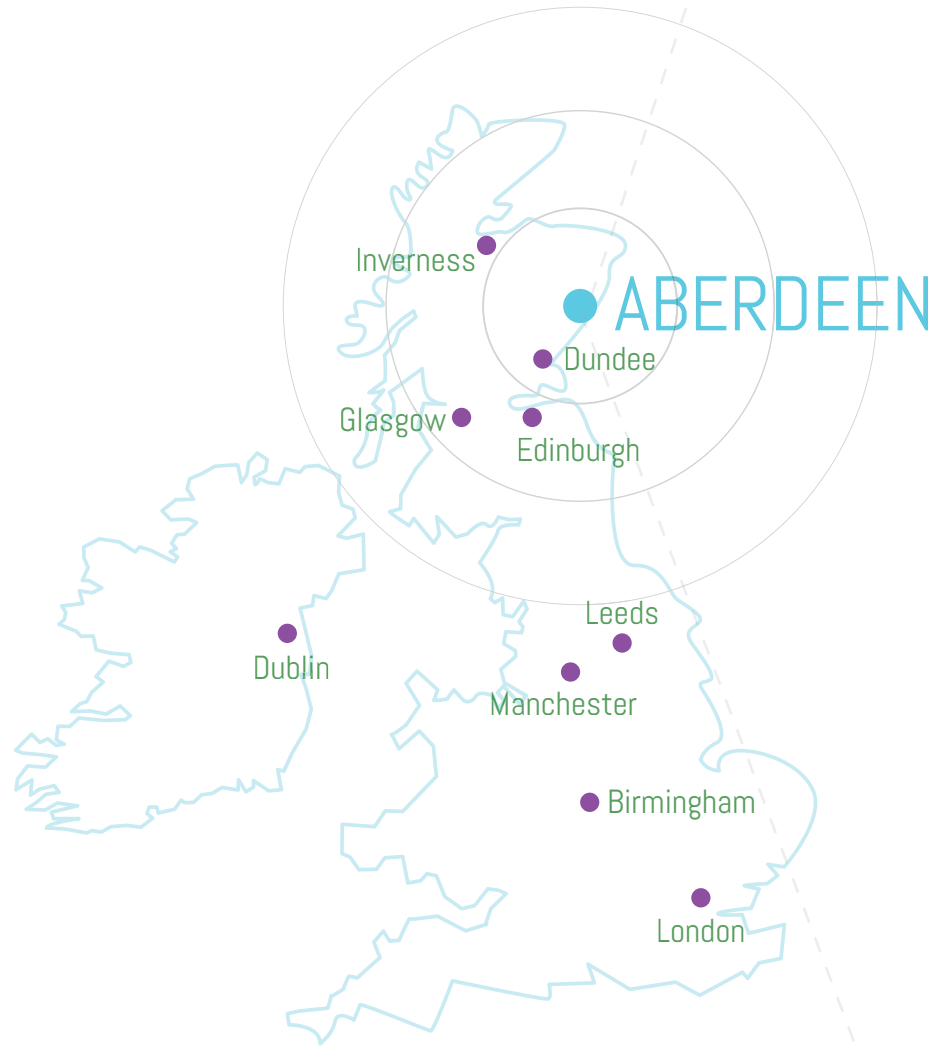 Inverness
ABERDEEN
Dundee
Glasgow
Edinburgh
Leeds
Dublin
Manchester
Birmingham
London